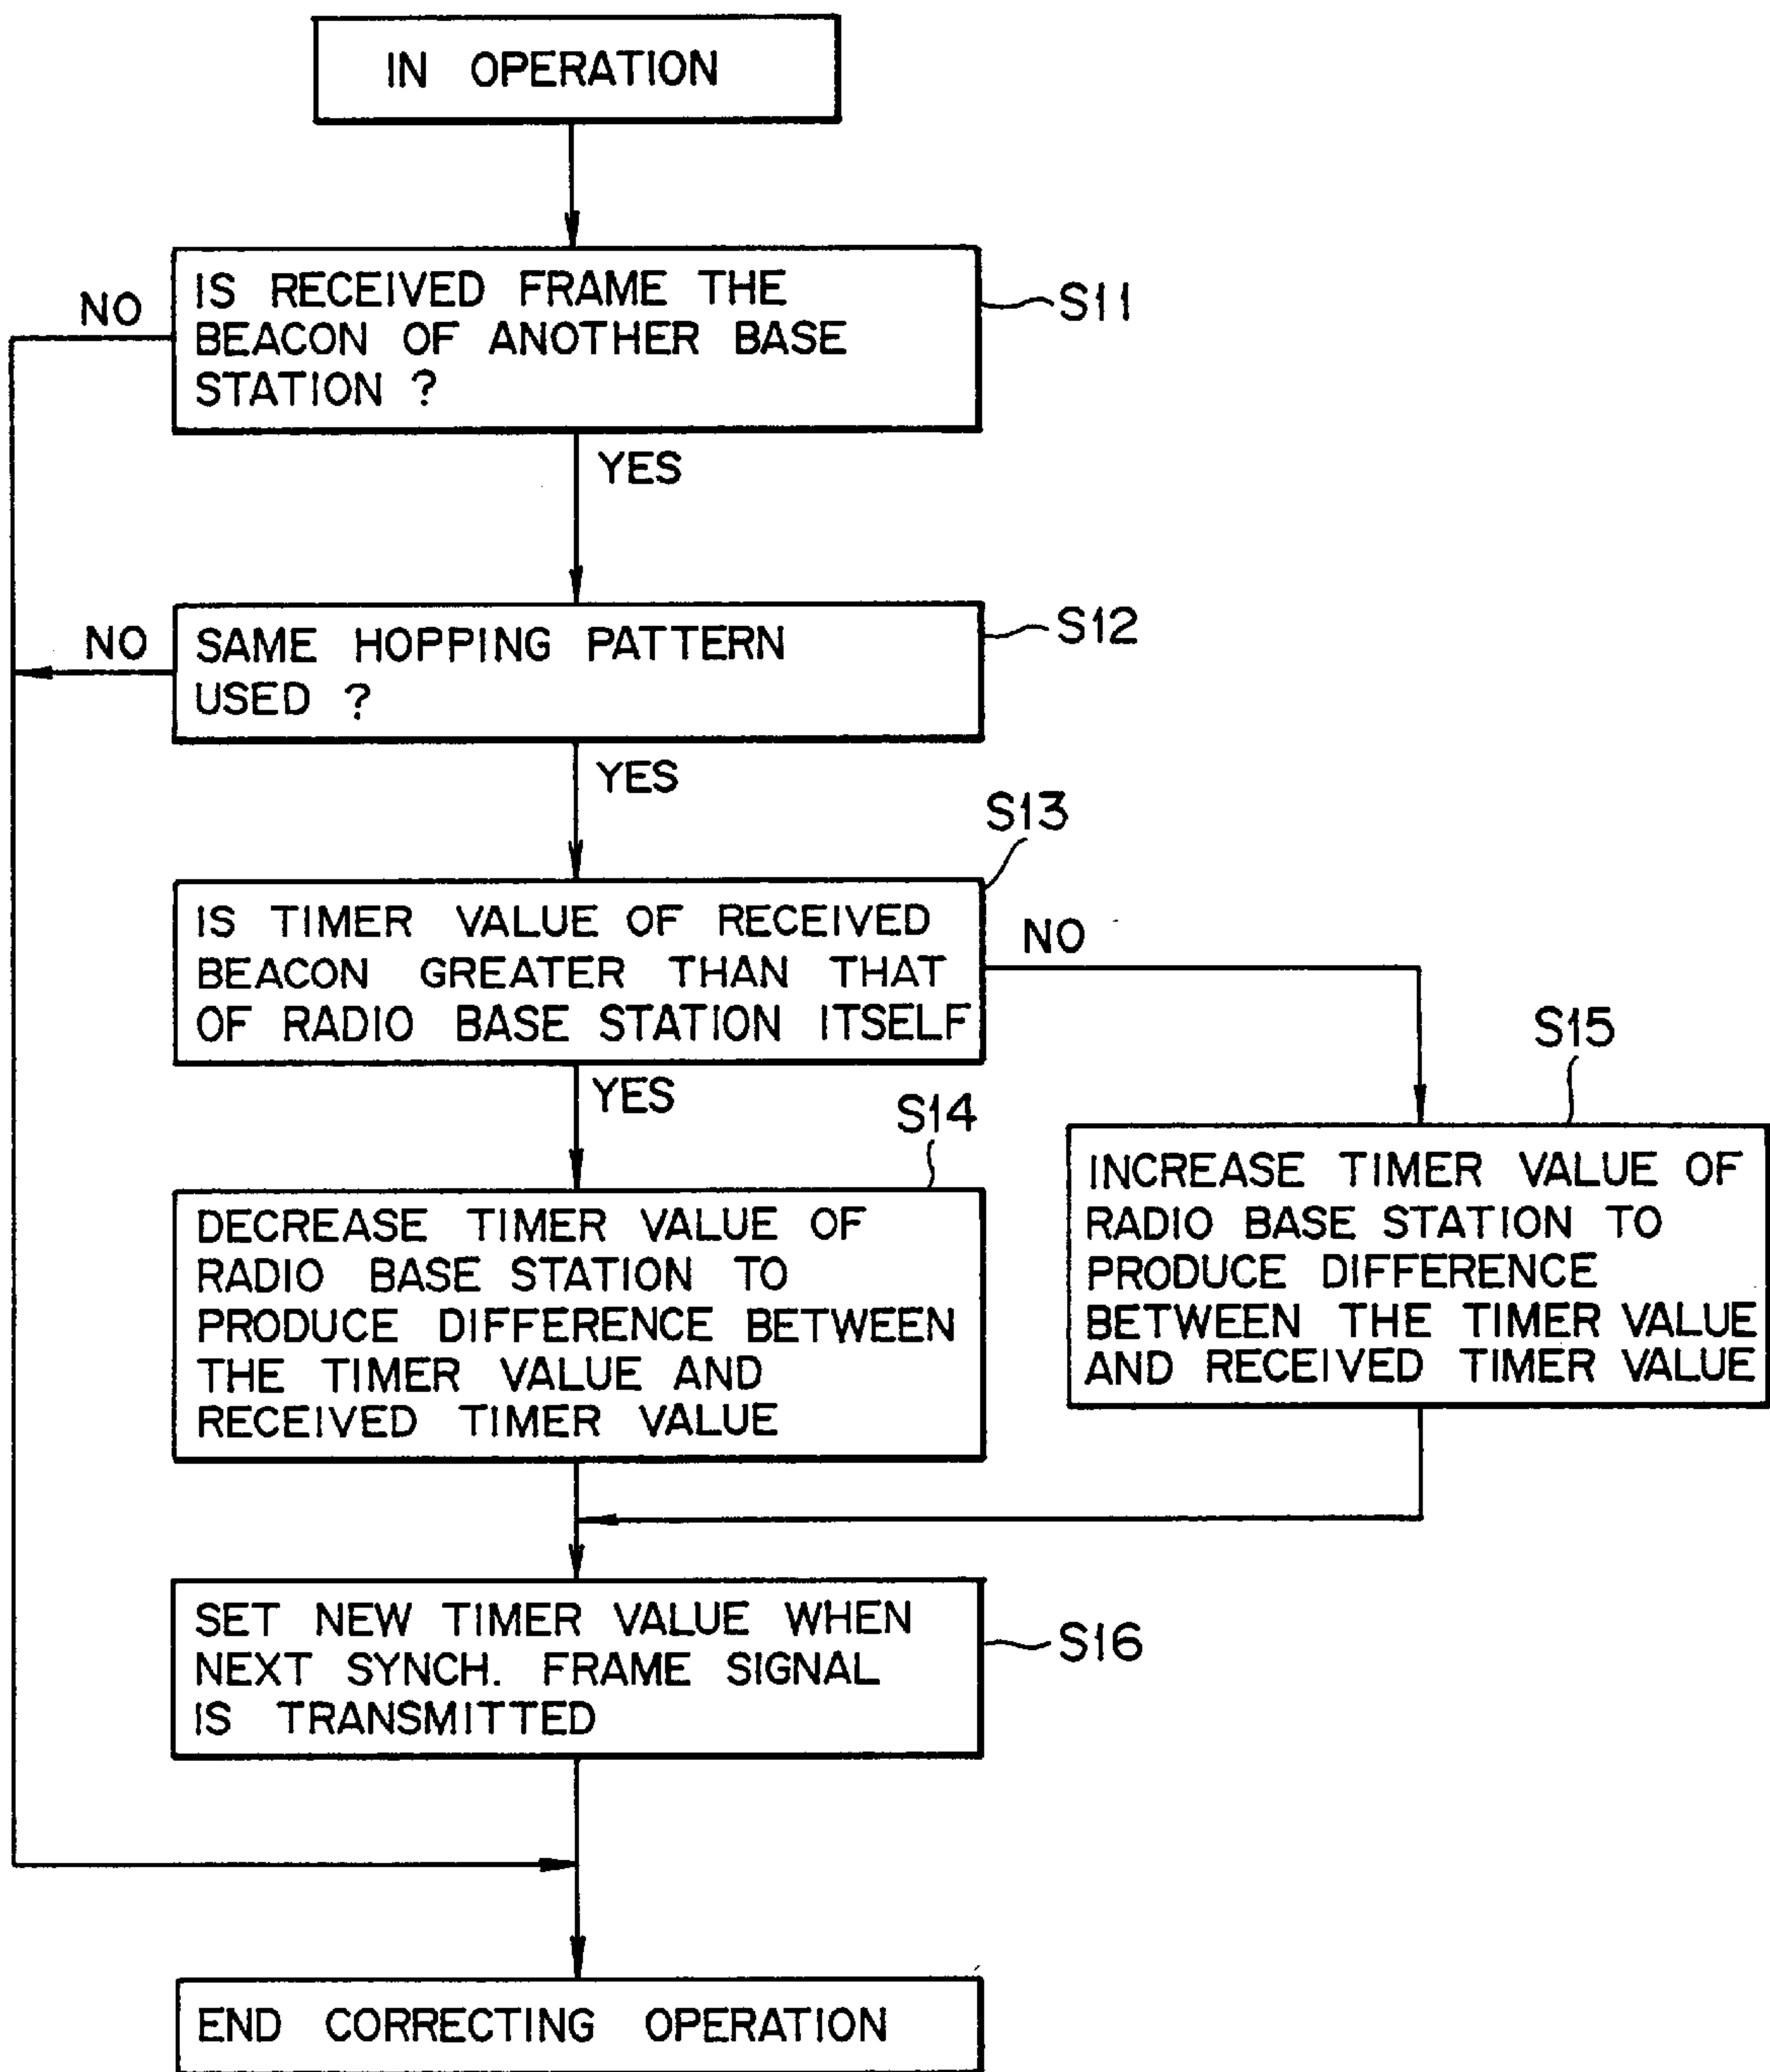 IN OPERATION
NO
IS RECEIVED FRAME THE
BEACON OF ANOTHER BASE
STATION ?
S11
YES
NO
SAME HOPPING PATTERN
USED ?
S12
YES
S13
IS TIMER VALUE OF RECEIVED
BEACON GREATER THAN THAT
OF RADIO BASE STATION ITSELF
NO
YES
S14
S15
DECREASE TIMER VALUE OF
RADIO BASE STATION TO
PRODUCE DIFFERENCE BETWEEN
THE TIMER VALUE AND
RECEIVED TIMER VALUE
INCREASE TIMER VALUE OF
RADIO BASE STATION TO
PRODUCE DIFFERENCE
BETWEEN THE TIMER VALUE
AND RECEIVED TIMER VALUE
SET NEW TIMER VALUE WHEN
NEXT SYNCH. FRAME SIGNAL
IS TRANSMITTED
S16
END CORRECTING OPERATION